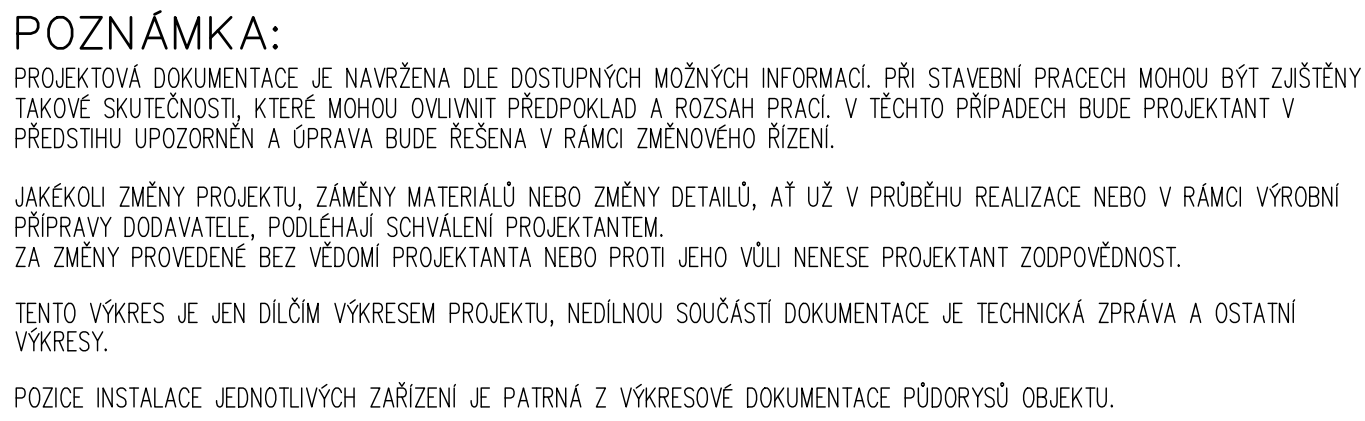 POZNÁMKA:
PROJEKTOVÁ DOKUMENTACE JE NAVRŽENA DLE DOSTUPNÝCH MOŽNÝCH INFORMACÍ. PŘI STAVEBNÍ PRACECH MOHOU BÝT ZJIŠTĚNY
TAKOVÉ SKUTEČNOSTI, KTERÉ MOHOU OVLIVNIT PŘEDPOKLAD A ROZSAH PRACÍ. V TĚCHTO PŘÍPADECH BUDE PROJEKTANT V
PŘEDSTIHU UPOZORNĚN A ÚPRAVA BUDE ŘEŠENA V RÁMCI ZMĚNOVÉHO ŘÍZENÍ.
JAKÉKOLI ZMĚNY PROJEKTU, ZÁMĚNY MATERIÁLŮ NEBO ZMĚNY DETAILŮ, AŤ UŽ V PRŮBĚHU REALIZACE NEBO V RÁMCI VÝROBNÍ
PŘÍPRAVY DODAVATELE, PODLÉHAJÍ SCHVÁLENÍ PROJEKTANTEM.
ZA ZMĚNY PROVEDENÉ BEZ VĚDOMÍ PROJEKTANTA NEBO PROTI JEHO VŮLI NENESE PROJEKTANT ZODPOVĚDNOST.
TENTO VÝKRES JE JEN DÍLČÍM VÝKRESEM PROJEKTU, NEDÍLNOU SOUČÁSTÍ DOKUMENTACE JE TECHNICKÁ ZPRÁVA A OSTATNÍ
VÝKRESY.
POZICE INSTALACE JEDNOTLIVÝCH ZAŘÍZENÍ JE PATRNÁ Z VÝKRESOVÉ DOKUMENTACE PŮDORYSŮ OBJEKTU.